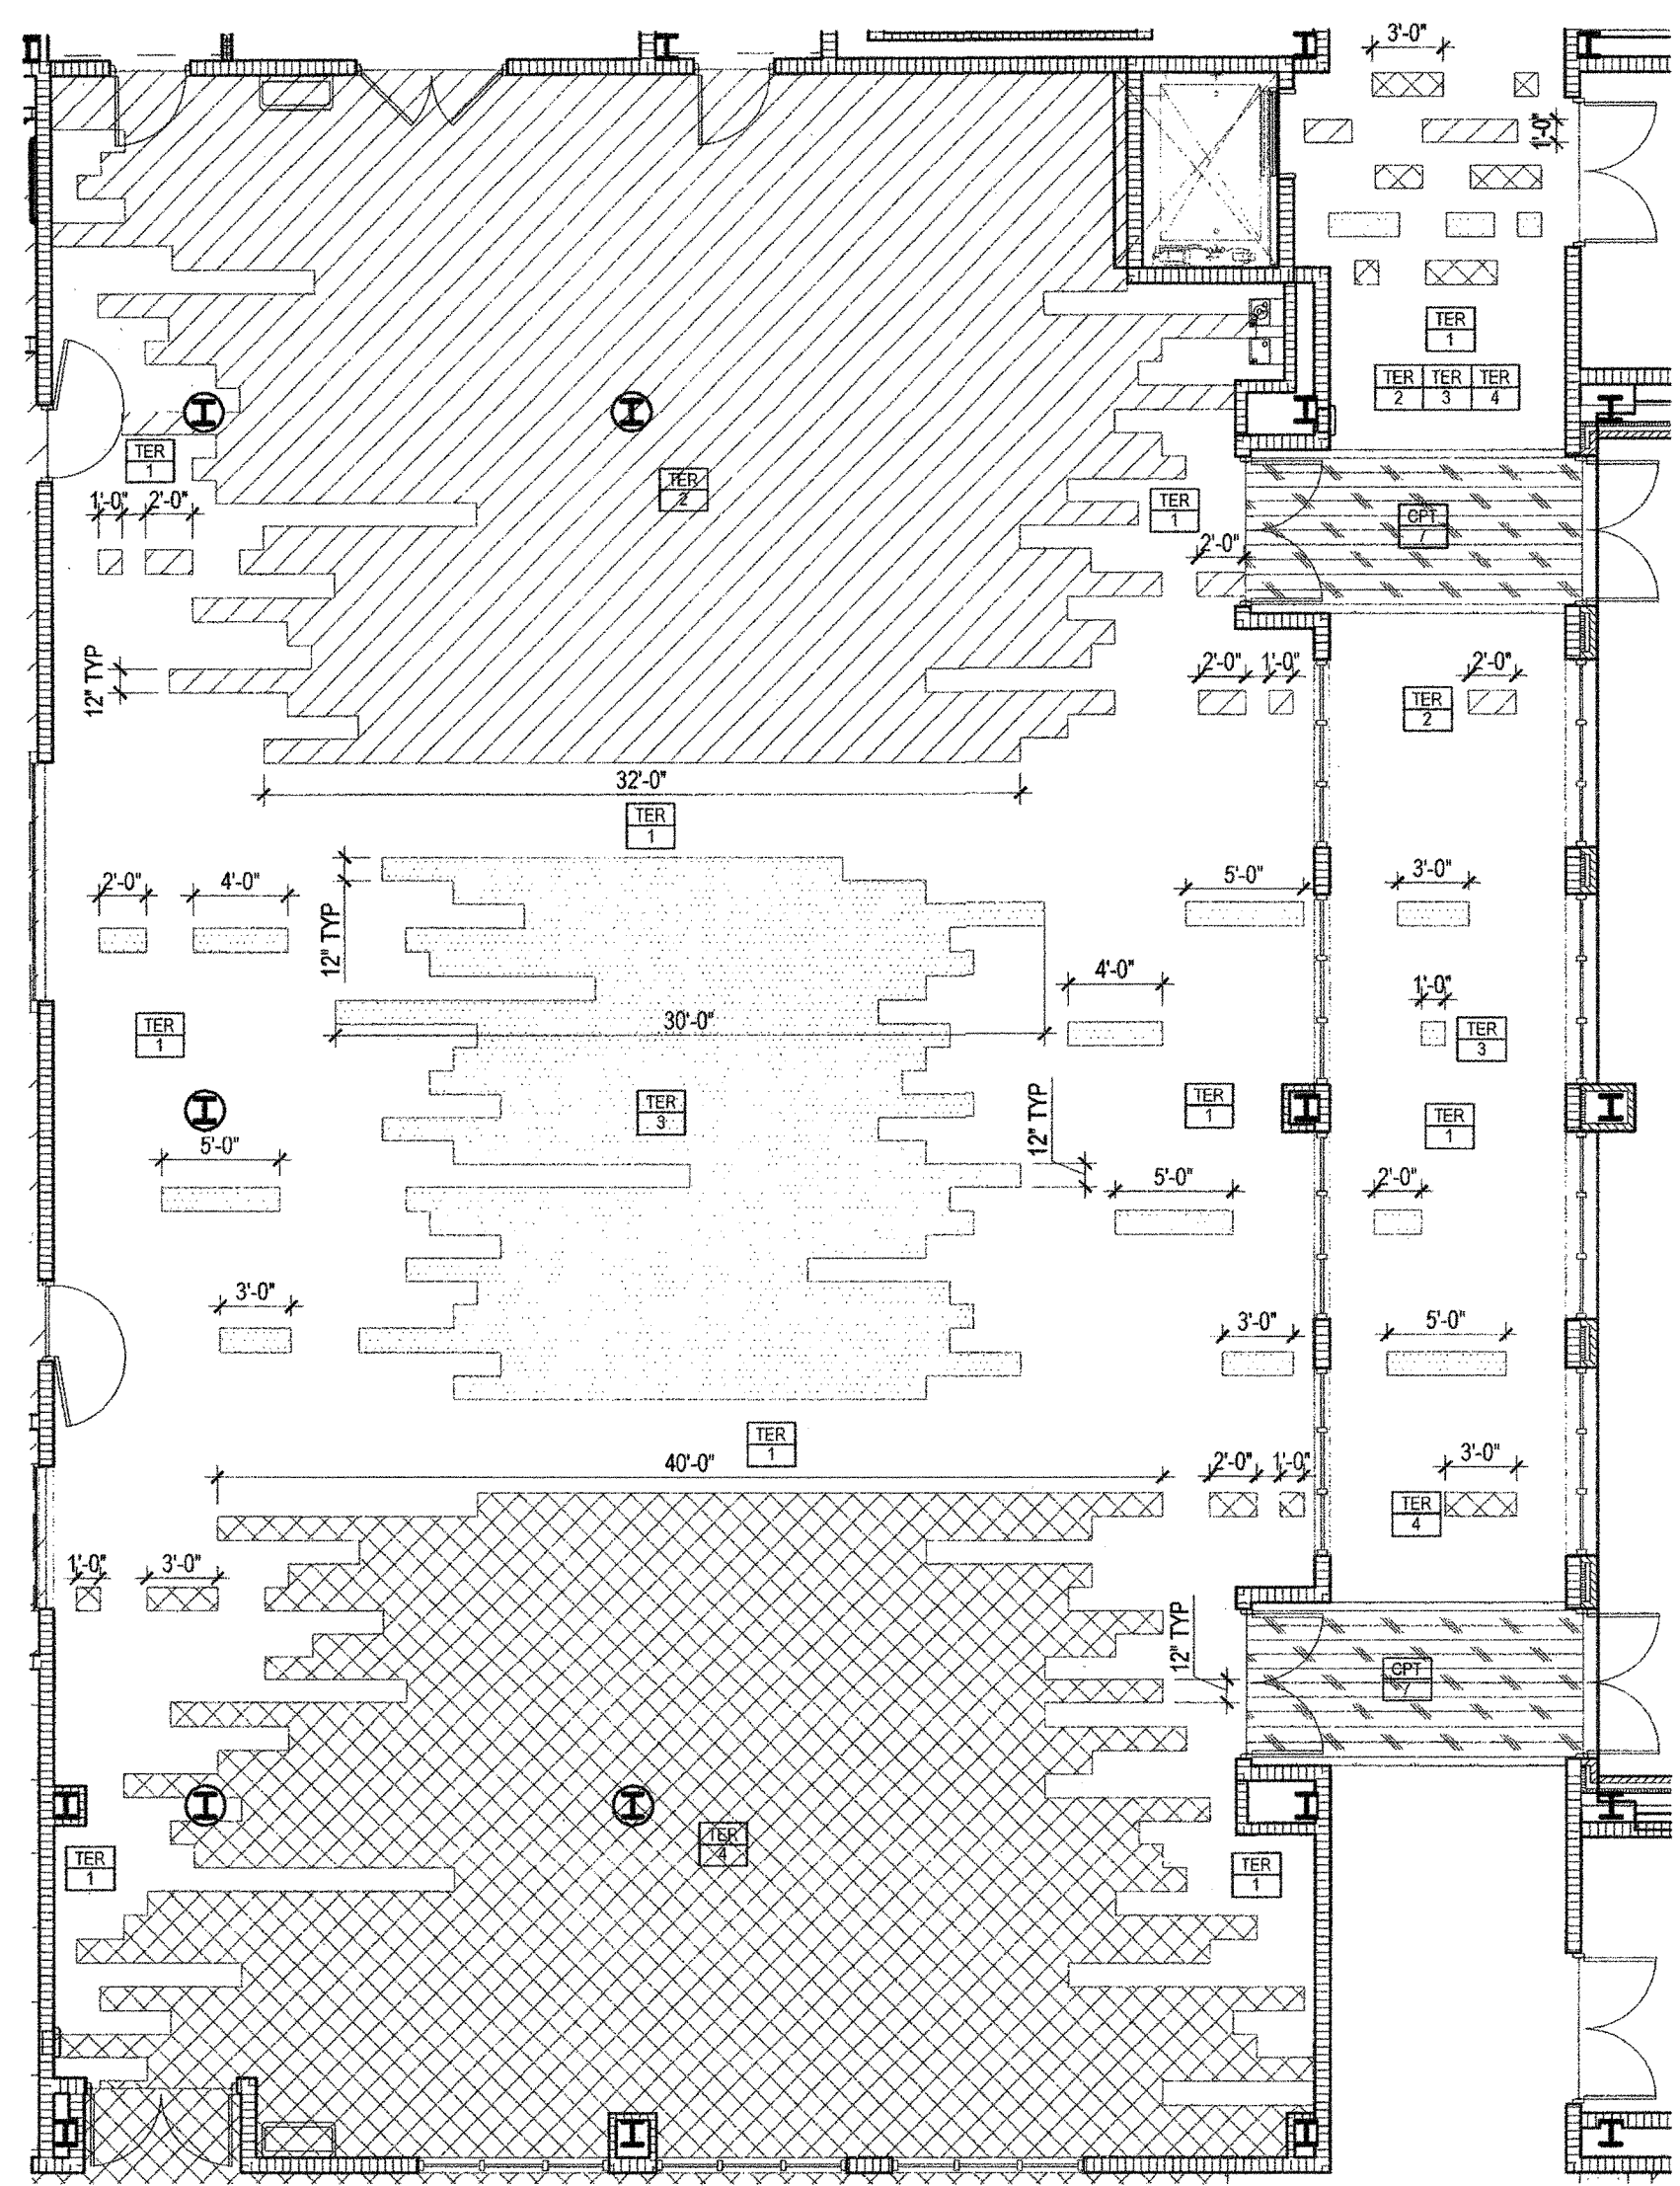 3'-0"
1'-0"
TER
1
TER TER TER
2 3 4
TER
1
TER
2
TER
1
CPT
7
1'-0" 2'-0"
2'-0"
12" TYP
2'-0" 1'-0" 2'-0"
TER
2
32'-0"
TER
1
2'-0" 4'-0"
12" TYP
5'-0" 3'-0"
4'-0"
1'-0"
TER
1
30'-0"
TER
3
TER
3
TER
1
TER
1
12" TYP
5'-0"
5'-0" 2'-0"
3'-0"
3'-0" 5'-0"
TER
1
40'-0"
2'-0" 1'-0" 3'-0"
TER
4
1'-0" 3'-0"
12" TYP
CPT
7
TER
4
TER
1
TER
1